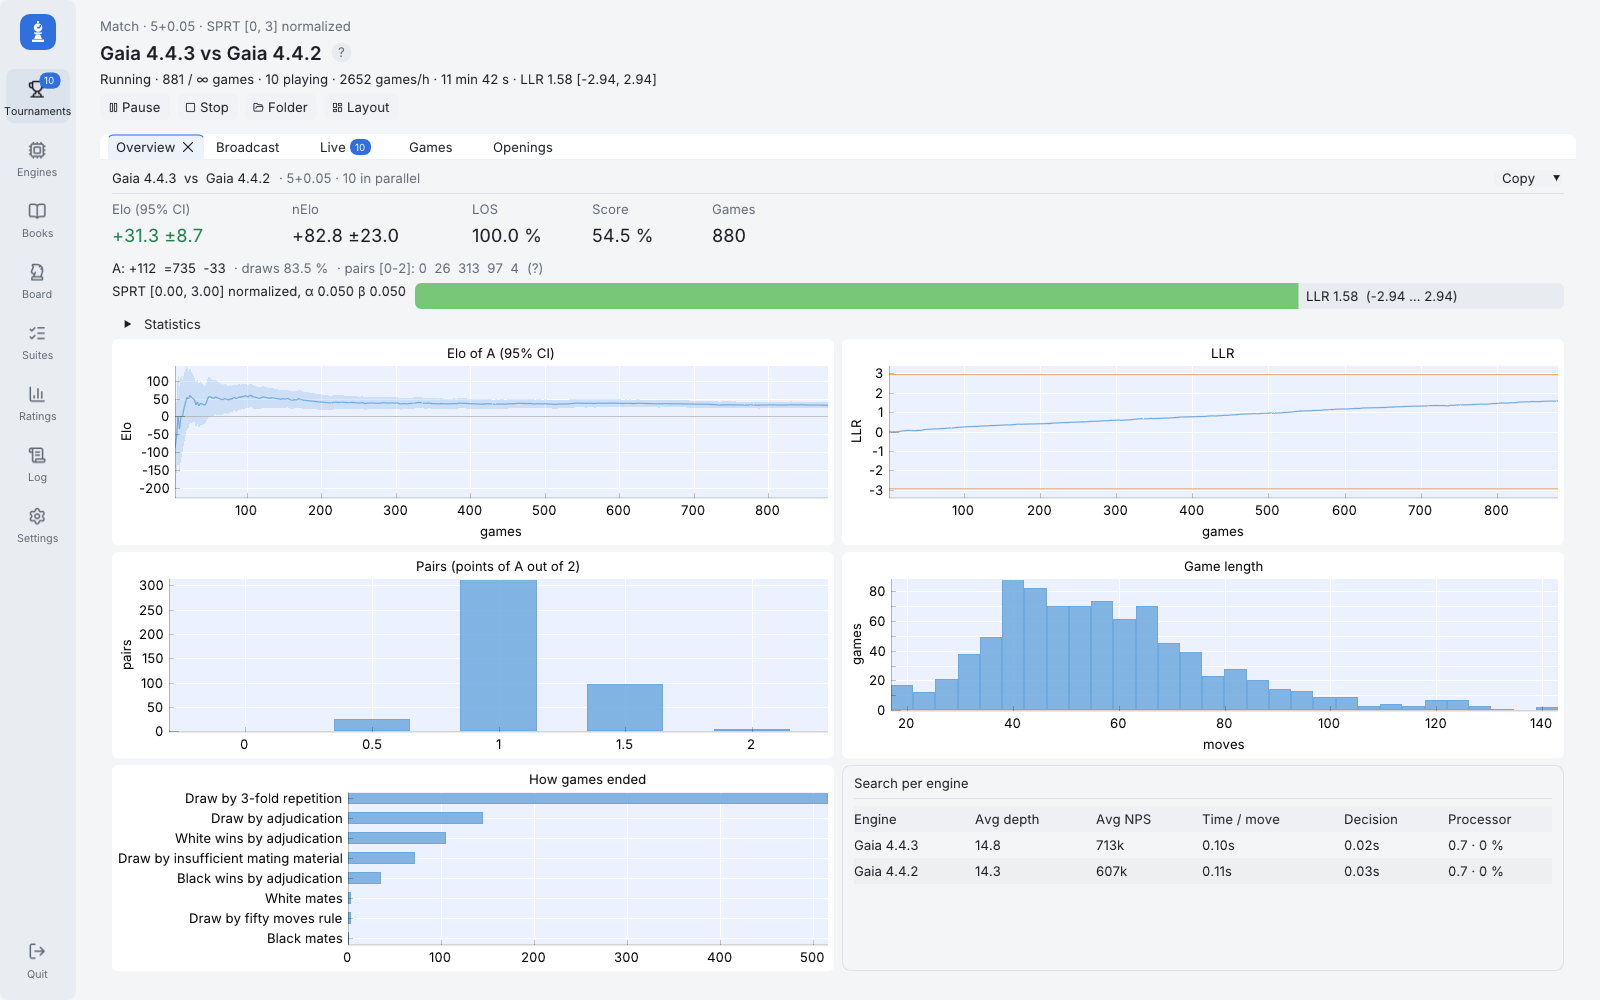 Match · 5+0.05 · SPRT [0, 3] normalized
Gaia 4.4.3 vs Gaia 4.4.2 ?
Running · 881 / ∞ games · 10 playing · 2652 games/h · 11 min 42 s · LLR 1.58 [-2.94, 2.94]
Pause Stop Folder Layout
10
Tournaments
Engines
Books
Board
Suites
Ratings
Log
Settings
Quit
Overview Broadcast Live 10 Games Openings
Gaia 4.4.3 vs Gaia 4.4.2 · 5+0.05 · 10 in parallel Copy
Elo (95% CI) nElo LOS Score Games
+31.3 ±8.7 +82.8 ±23.0 100.0 % 54.5 % 880
A: +112 =735 -33 · draws 83.5 % · pairs [0-2]: 0 26 313 97 4 (?)
SPRT [0.00, 3.00] normalized, α 0.050 β 0.050 LLR 1.58 (-2.94 ... 2.94)
Statistics
Elo of A (95% CI)
100
50
0
-50
-100
-150
-200
Elo
100 200 300 400 500 600 700 800
games
LLR
3
2
1
0
-1
-2
-3
LLR
100 200 300 400 500 600 700 800
games
Pairs (points of A out of 2)
300
250
200
150
100
50
0
pairs
0 0.5 1 1.5 2
Game length
80
60
40
20
0
games
20 40 60 80 100 120 140
moves
How games ended
Draw by 3-fold repetition
Draw by adjudication
White wins by adjudication
Draw by insufficient mating material
Black wins by adjudication
White mates
Draw by fifty moves rule
Black mates
0 100 200 300 400 500
Search per engine
Engine Avg depth Avg NPS Time / move Decision Processor
Gaia 4.4.3 14.8 713k 0.10s 0.02s 0.7 · 0 %
Gaia 4.4.2 14.3 607k 0.11s 0.03s 0.7 · 0 %